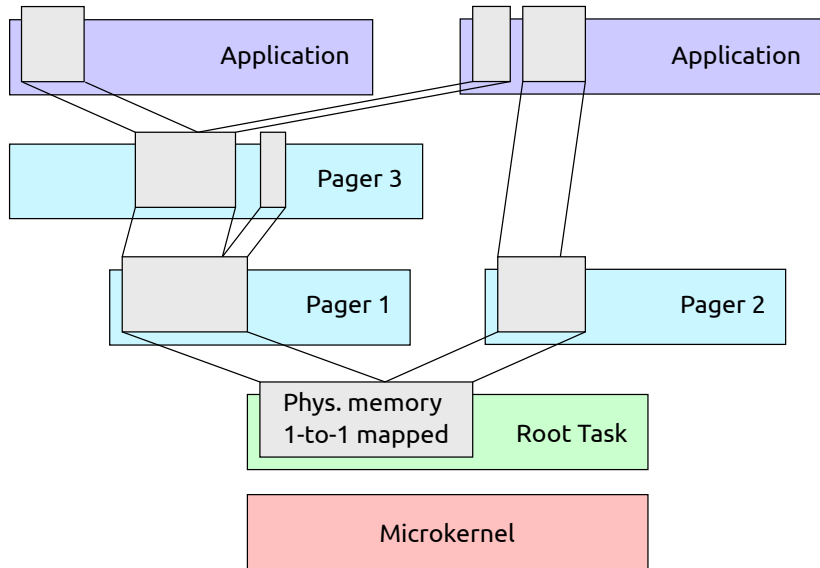 Application
Application
Pager 3
Pager 1
Pager 2
Phys. memory
1-to-1 mapped
Root Task
Microkernel